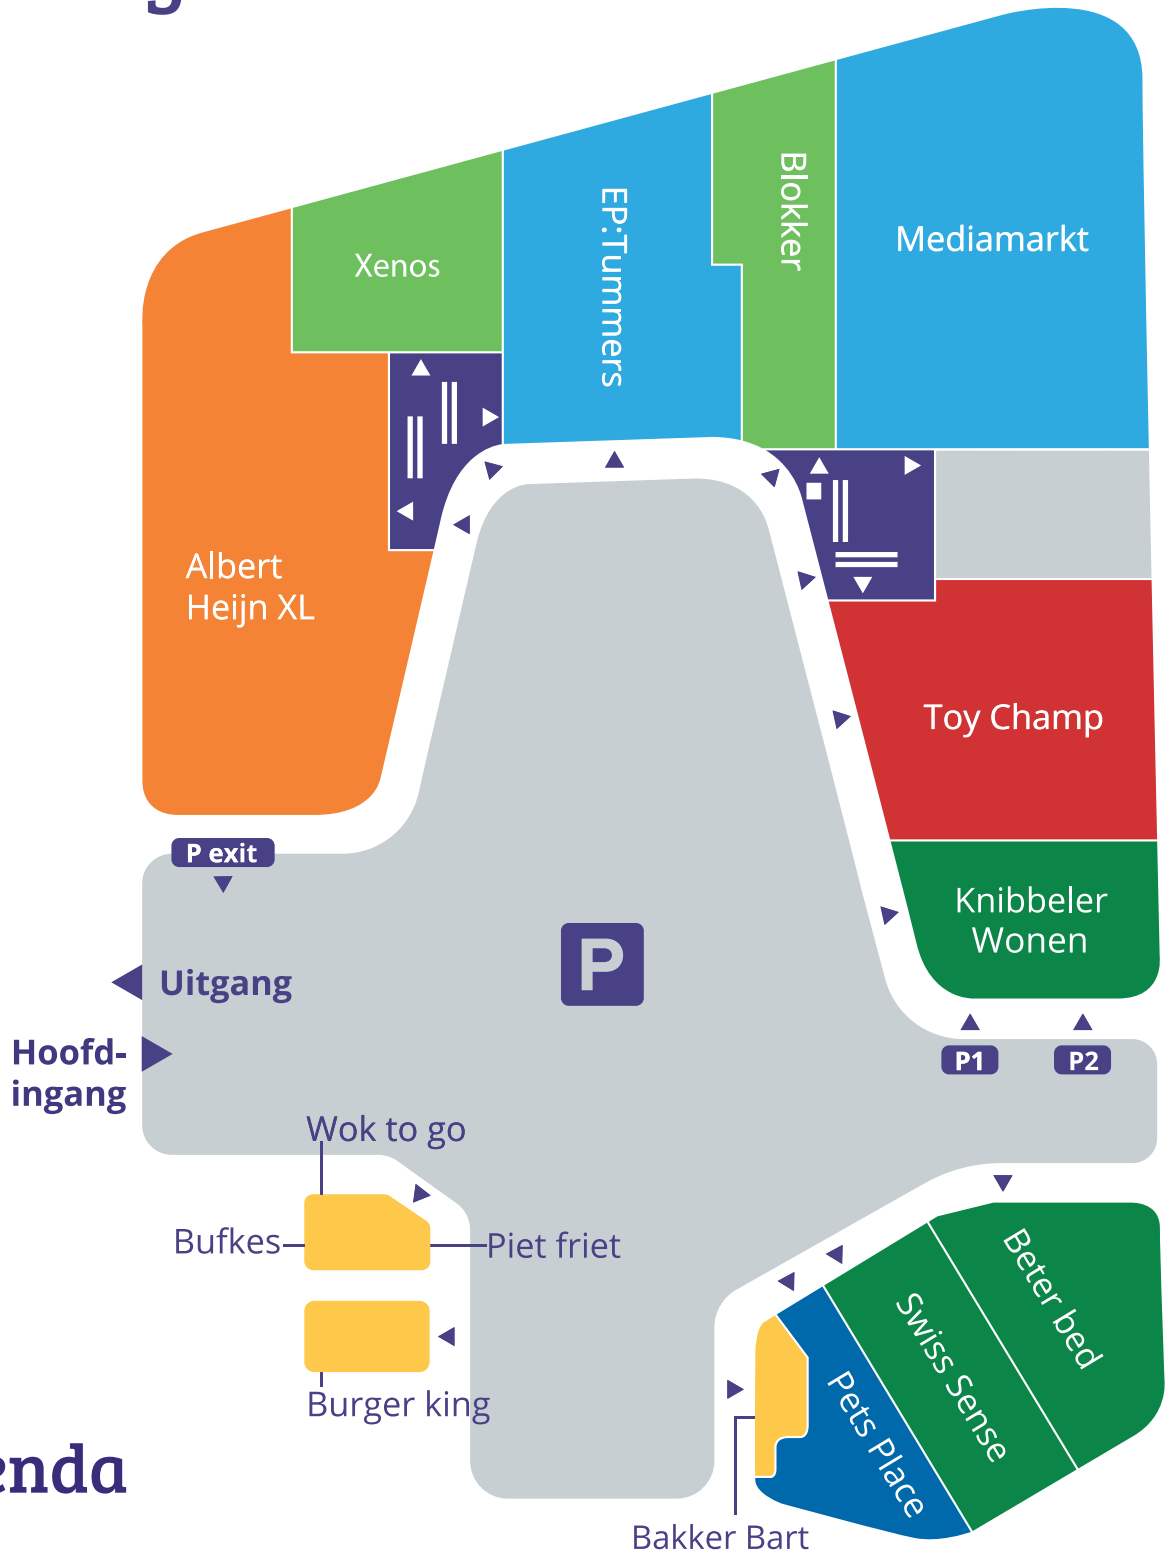 g
Blokker
EP:Tummers
Mediamarkt
Xenos
Albert
Heijn XL
Toy Champ
P exit
Knibbeler
Wonen
P
Uitgang
Hoofd-
ingang
P1
P2
Wok to go
Bufkes
Piet friet
Beter bed
Swiss Sense
Burger king
Pets Place
enda
Bakker Bart